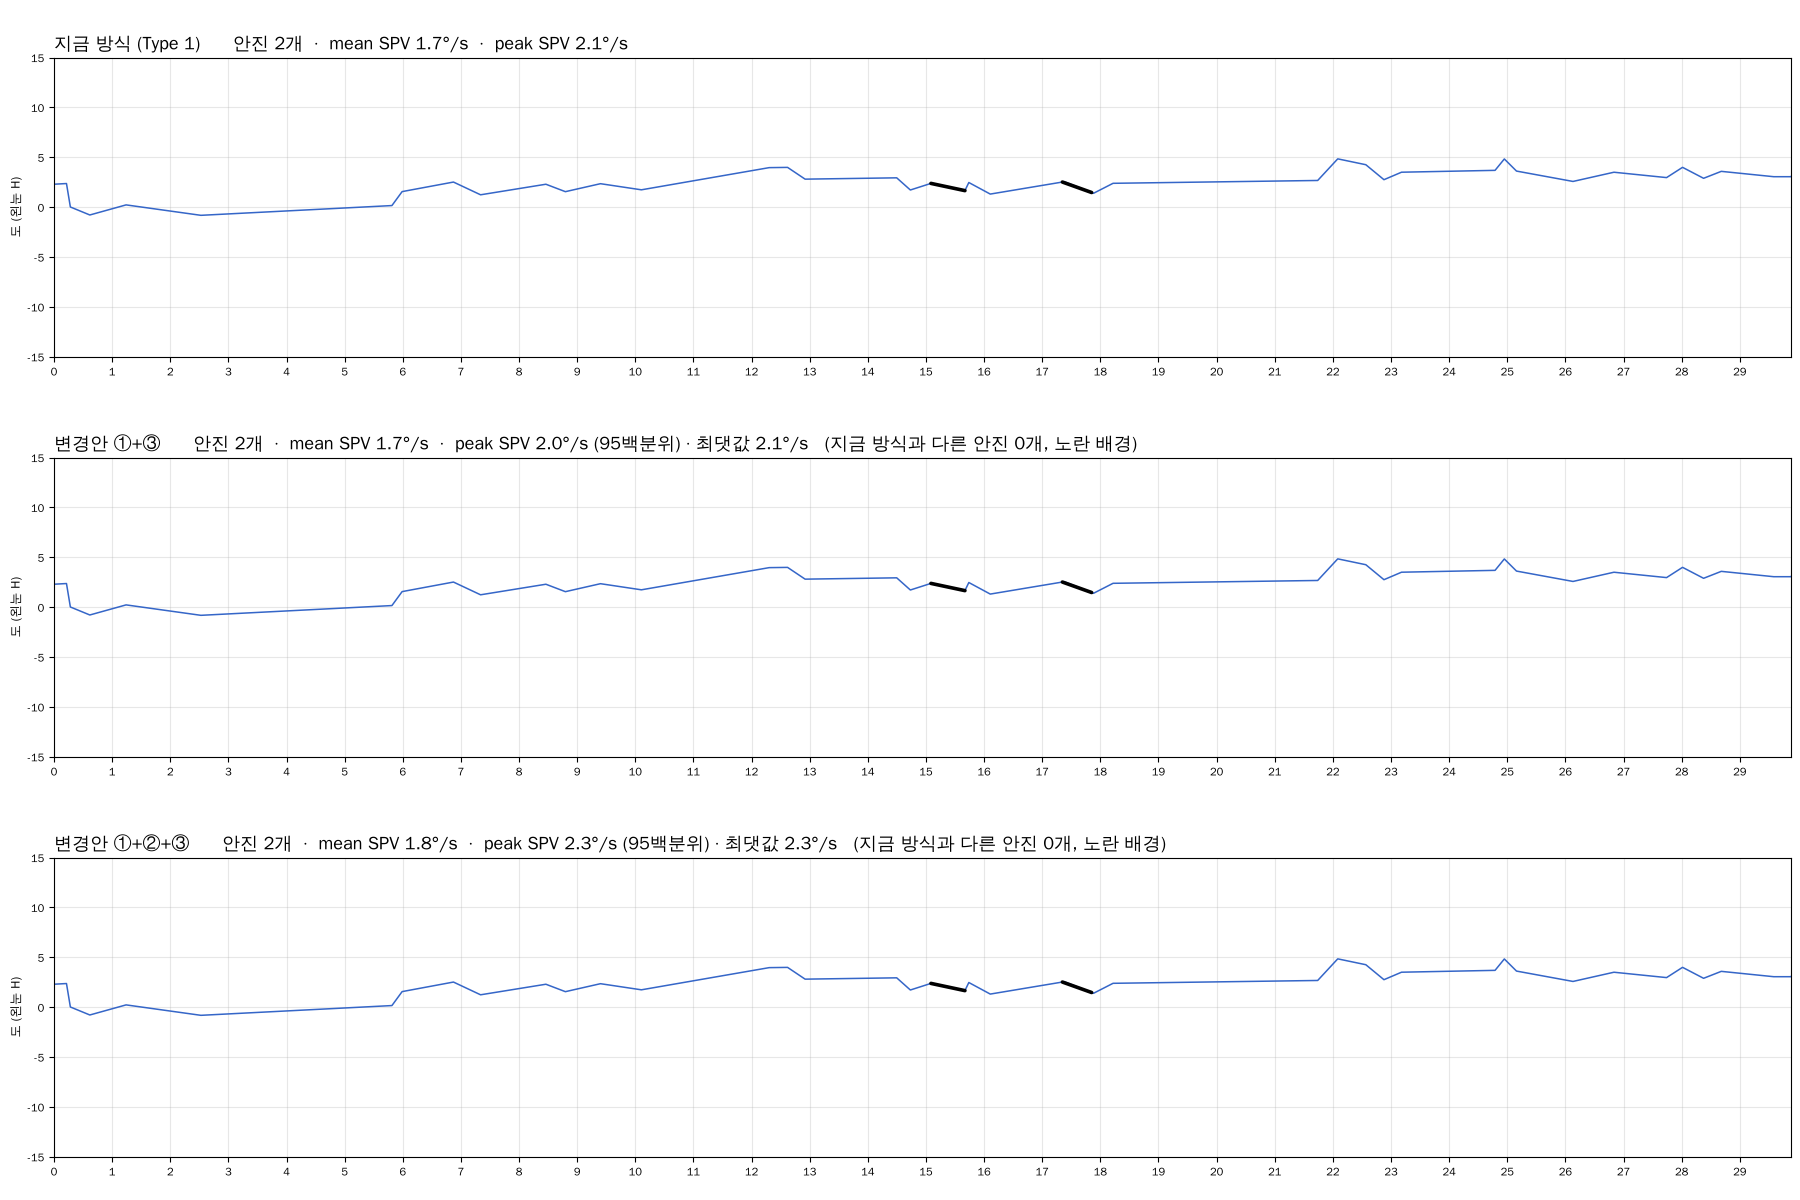 지금 방식 (Type 1) 안진 2개 · mean SPV 1.7°/s · peak SPV 2.1°/s
15
10
5
0
-5
-10
-15
도 (왼눈 H)
0 1 2 3 4 5 6 7 8 9 10 11 12 13 14 15 16 17 18 19 20 21 22 23 24 25 26 27 28 29
변경안 ①+③ 안진 2개 · mean SPV 1.7°/s · peak SPV 2.0°/s (95백분위) · 최댓값 2.1°/s (지금 방식과 다른 안진 0개, 노란 배경)
15
10
5
0
-5
-10
-15
도 (왼눈 H)
0 1 2 3 4 5 6 7 8 9 10 11 12 13 14 15 16 17 18 19 20 21 22 23 24 25 26 27 28 29
변경안 ①+②+③ 안진 2개 · mean SPV 1.8°/s · peak SPV 2.3°/s (95백분위) · 최댓값 2.3°/s (지금 방식과 다른 안진 0개, 노란 배경)
15
10
5
0
-5
-10
-15
도 (왼눈 H)
0 1 2 3 4 5 6 7 8 9 10 11 12 13 14 15 16 17 18 19 20 21 22 23 24 25 26 27 28 29